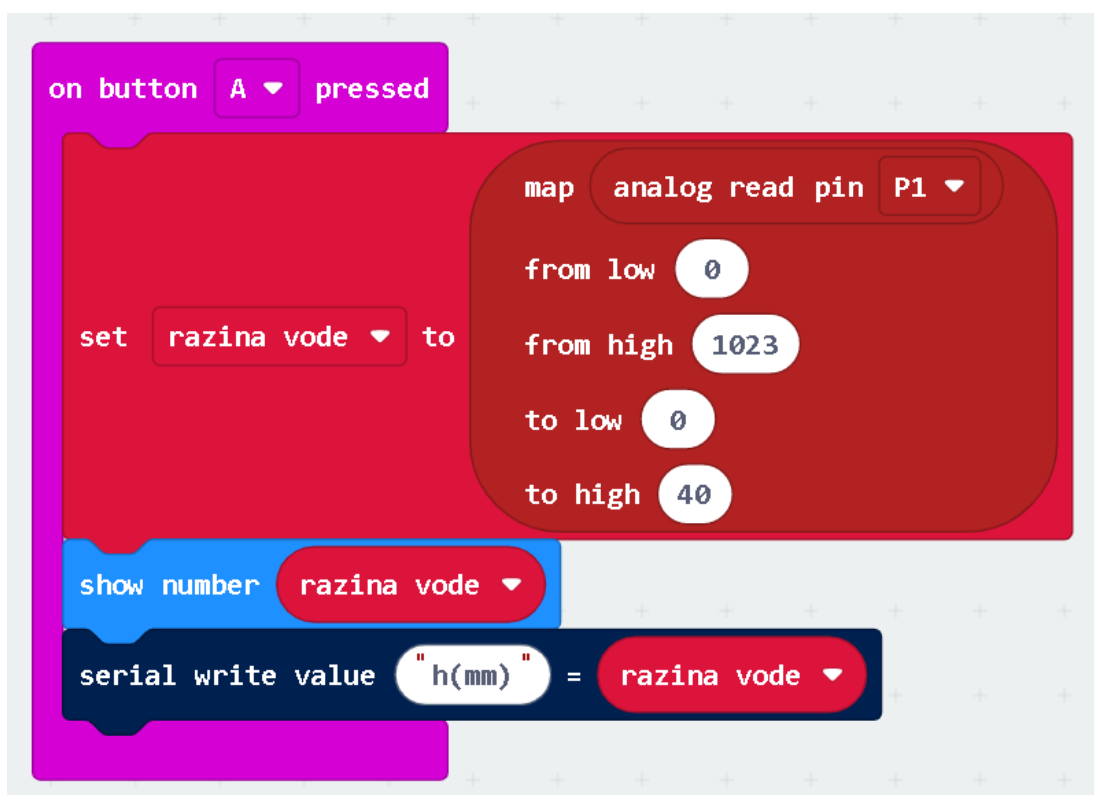 on button A pressed
map analog read pin P1
from low 0
from high 1023
set razina vode to
to low 0
to high 40
show number razina vode
serial write value "h(mm)" = razina vode